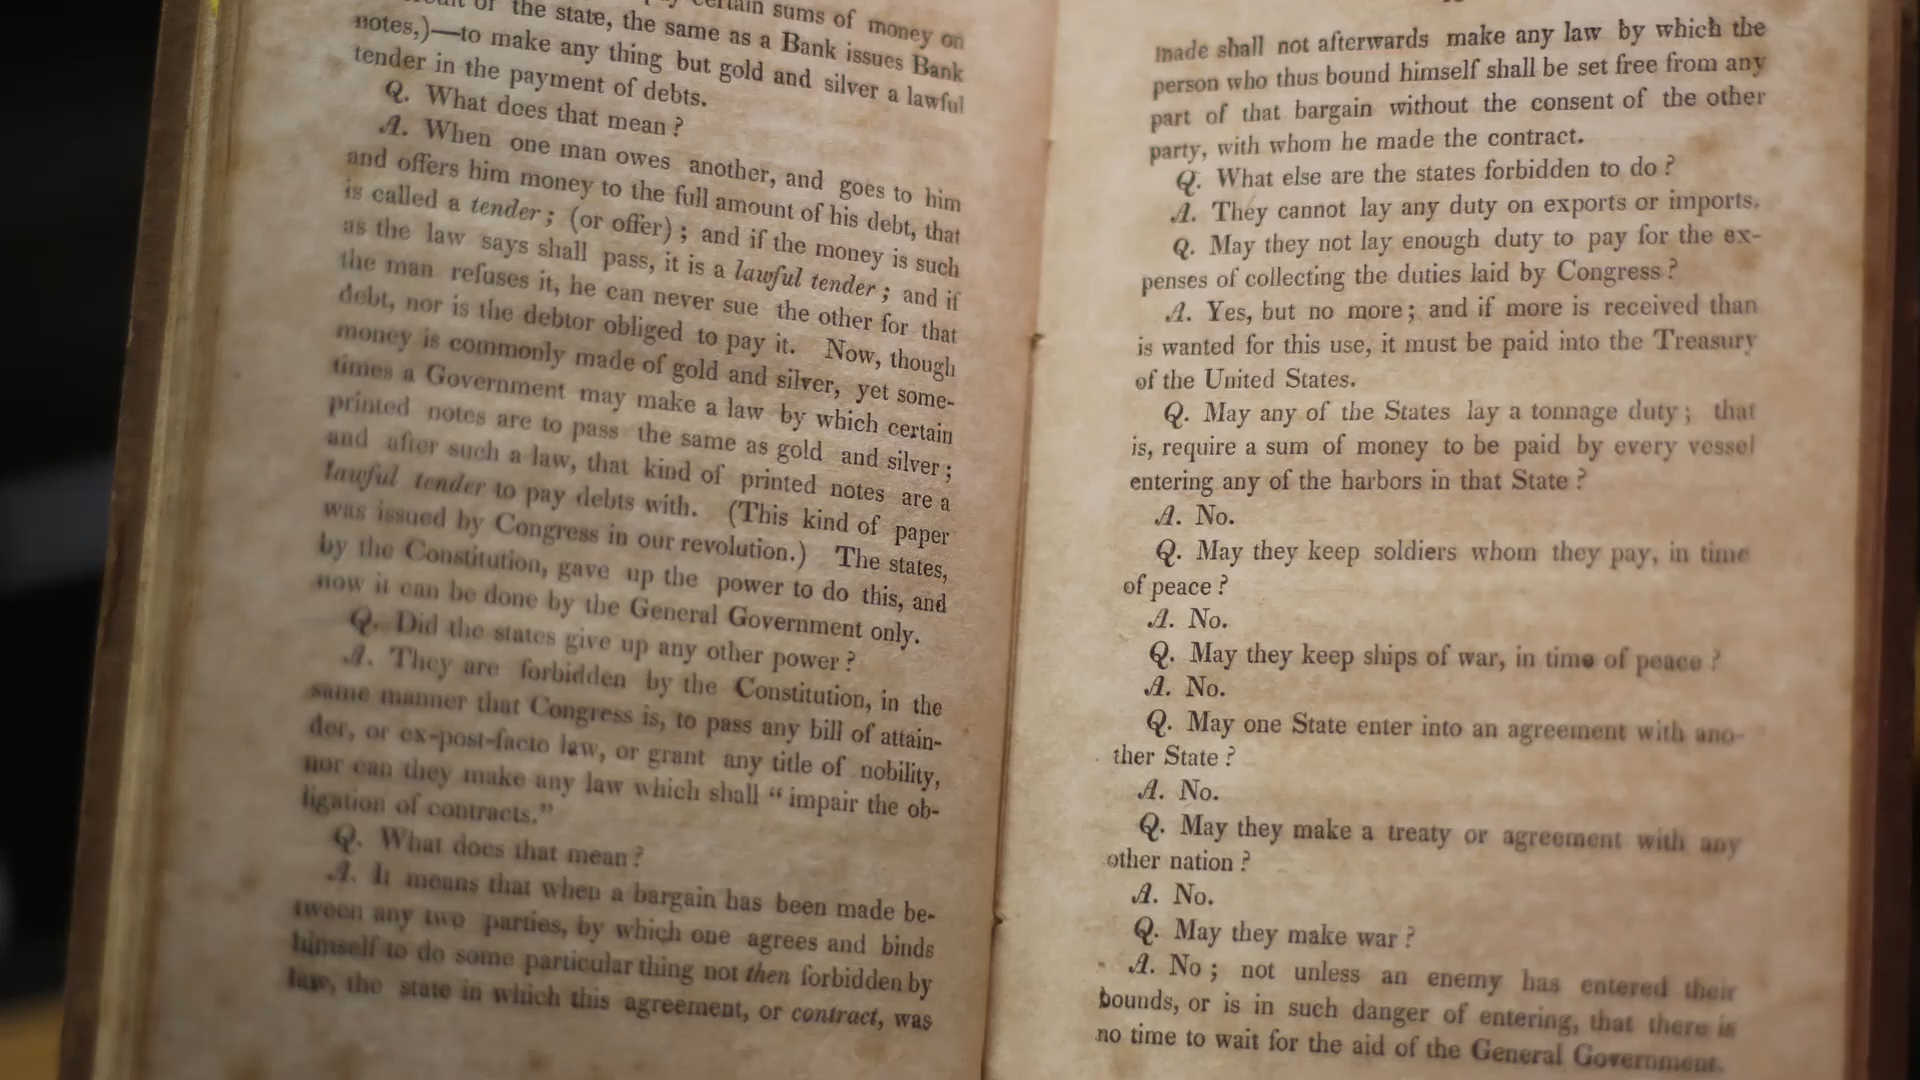 of the state, the same as a Bank issues Bank
certain sums of money on
notes,)—to make any thing but gold and silver a lawful
tender in the payment of debts.
Q. What does that mean?
A. When one man owes another, and goes to him
and offers him money to the full amount of his debt, that
is called a tender; (or offer); and if the money is such
as the law says shall pass, it is a lawful tender; and if
the man refuses it, he can never sue the other for that
debt, nor is the debtor obliged to pay it. Now, though
money is commonly made of gold and silver, yet some-
times a Government may make a law by which certain
printed notes are to pass the same as gold and silver;
and after such a law, that kind of printed notes are a
lawful tender to pay debts with. (This kind of paper
was issued by Congress in our revolution.) The states,
by the Constitution, gave up the power to do this, and
now it can be done by the General Government only.
Q. Did the states give up any other power?
A. They are forbidden by the Constitution, in the
same manner that Congress is, to pass any bill of attain-
der, or ex-post-facto law, or grant any title of nobility,
nor can they make any law which shall "impair the ob-
ligation of contracts."
Q. What does that mean?
A. It means that when a bargain has been made be-
tween any two parties, by which one agrees and binds
himself to do some particular thing not then forbidden by
law, the state in which this agreement, or contract, was
made shall not afterwards make any law by which the
person who thus bound himself shall be set free from any
part of that bargain without the consent of the other
party, with whom he made the contract.
Q. What else are the states forbidden to do?
A. They cannot lay any duty on exports or imports.
Q. May they not lay enough duty to pay for the ex-
penses of collecting the duties laid by Congress?
A. Yes, but no more; and if more is received than
is wanted for this use, it must be paid into the Treasury
of the United States.
Q. May any of the States lay a tonnage duty; that
is, require a sum of money to be paid by every vessel
entering any of the harbors in that State?
A. No.
Q. May they keep soldiers whom they pay, in time
of peace?
A. No.
Q. May they keep ships of war, in time of peace?
A. No.
Q. May one State enter into an agreement with ano-
ther State?
A. No.
Q. May they make a treaty or agreement with any
other nation?
A. No.
Q. May they make war?
A. No; not unless an enemy has entered their
bounds, or is in such danger of entering, that there is
no time to wait for the aid of the General Government.